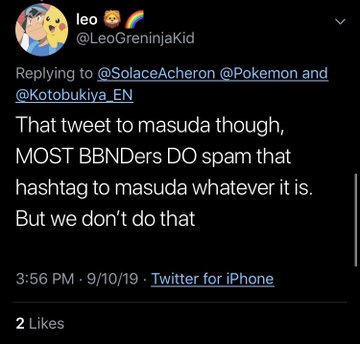 leo 🦁🌈
@LeoGreninjaKid
Replying to @SolaceAcheron @Pokemon and
@Kotobukiya_EN
That tweet to masuda though,
MOST BBNDers DO spam that
hashtag to masuda whatever it is.
But we don’t do that
3:56 PM · 9/10/19 · Twitter for iPhone
2 Likes